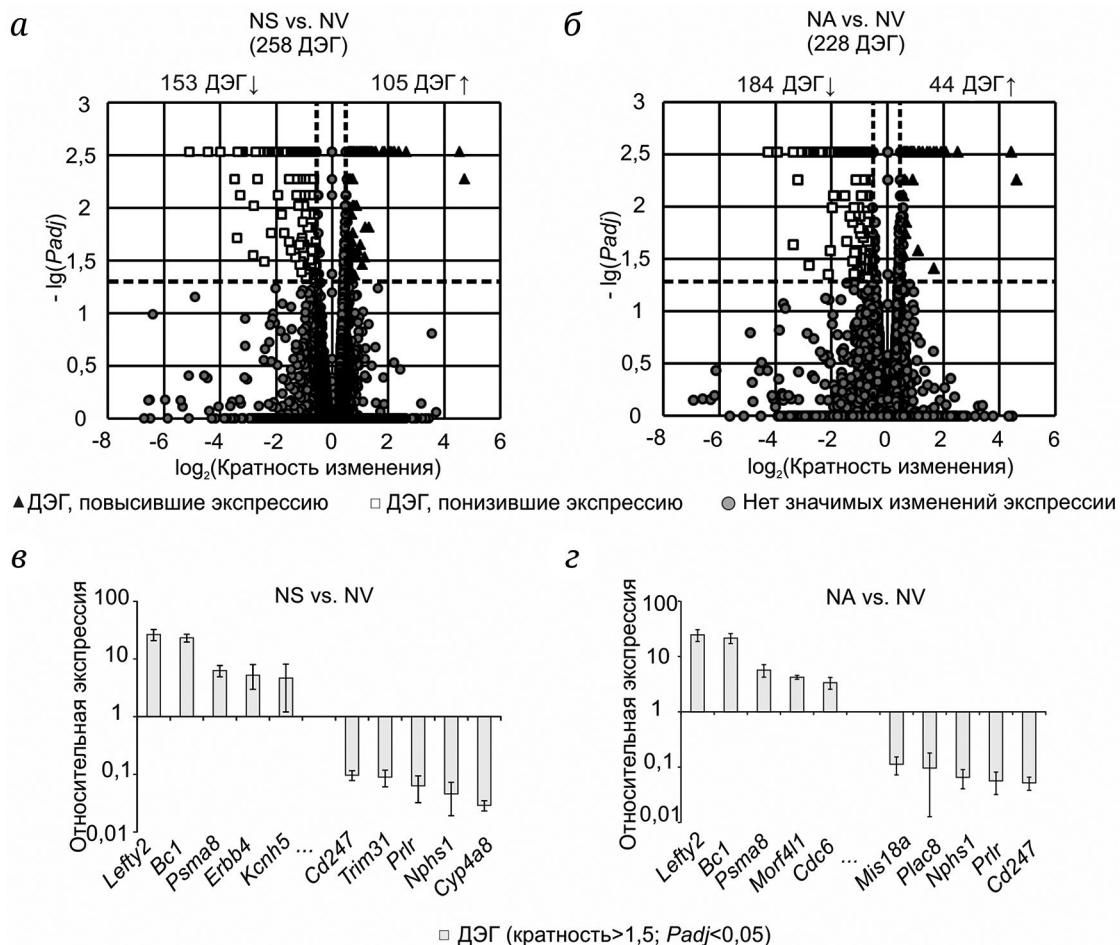 а
NS vs. NV
(258 ДЭГ)
153 ДЭГ↓
105 ДЭГ↑
- lg(Padj)
3
2,5
2
1,5
1
0,5
0
-8 -6 -4 -2 0 2 4 6
log₂(Кратность изменения)
б
NA vs. NV
(228 ДЭГ)
184 ДЭГ↓
44 ДЭГ↑
- lg(Padj)
3
2,5
2
1,5
1
0,5
0
-8 -6 -4 -2 0 2 4 6
log₂(Кратность изменения)
▲ ДЭГ, повысившие экспрессию □ ДЭГ, понизившие экспрессию Нет значимых изменений экспрессии
в
NS vs. NV
Относительная экспрессия
100
10
1
0,1
0,01
Lefty2 Bc1 Psma8 Erbb4 Kcnh5 ... Cd247 Trim31 Prlr Nphs1 Cyp4a8
г
NA vs. NV
Относительная экспрессия
100
10
1
0,1
0,01
Lefty2 Bc1 Psma8 Morf4l1 Cdc6 ... Mis18a Plac8 Nphs1 Prlr Cd247
□ ДЭГ (кратность>1,5; Padj<0,05)